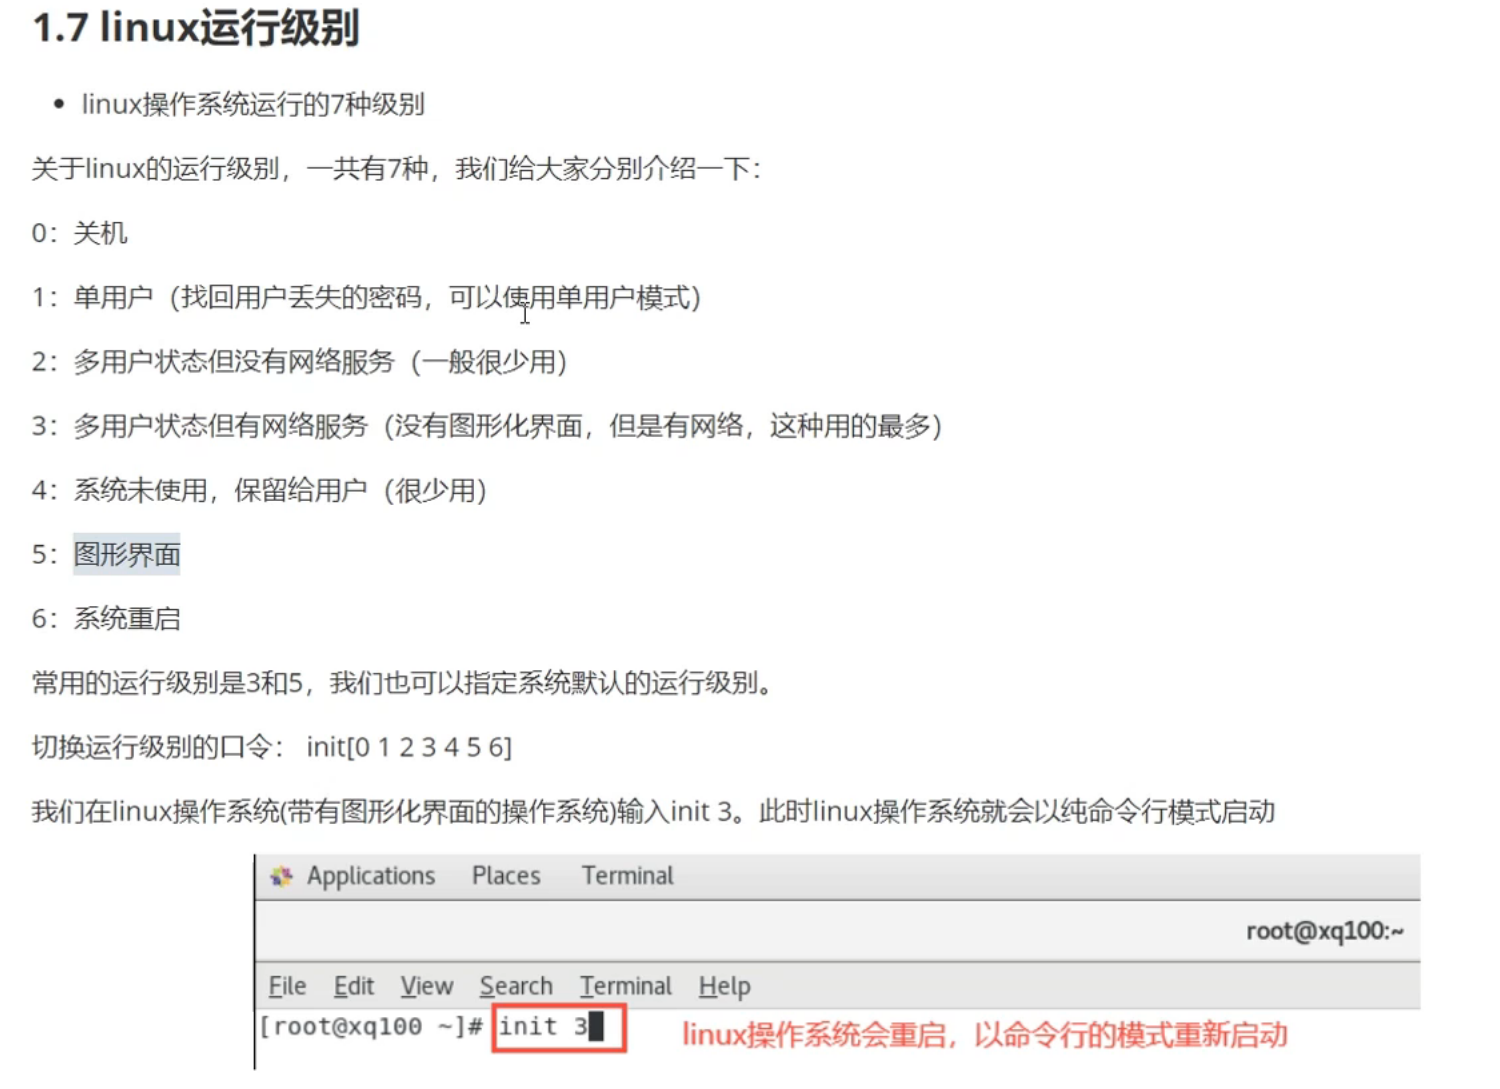 1.7 linux运行级别
linux操作系统运行的7种级别
关于linux的运行级别，一共有7种，我们给大家分别介绍一下：
0：关机
1：单用户（找回用户丢失的密码，可以使用单用户模式）
2：多用户状态但没有网络服务（一般很少用）
3：多用户状态但有网络服务（没有图形化界面，但是有网络，这种用的最多）
4：系统未使用，保留给用户（很少用）
5：图形界面
6：系统重启
常用的运行级别是3和5，我们也可以指定系统默认的运行级别。
切换运行级别的口令： init[0 1 2 3 4 5 6]
我们在linux操作系统(带有图形化界面的操作系统)输入init 3。此时linux操作系统就会以纯命令行模式启动
Applications Places Terminal
root@xq100:~
File Edit View Search Terminal Help
[root@xq100 ~]# init 3 linux操作系统会重启，以命令行的模式重新启动